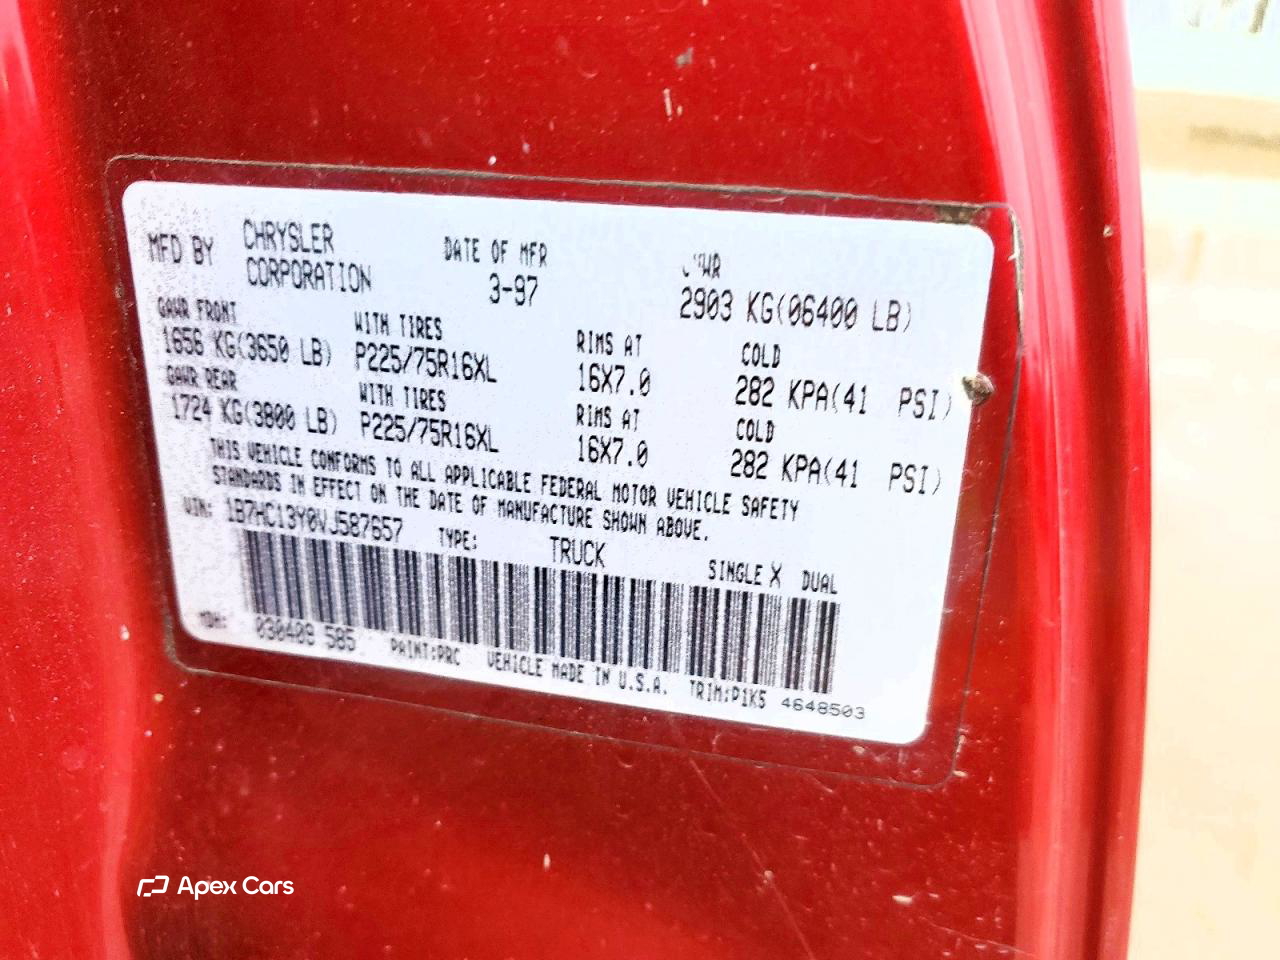 MFD BY CHRYSLER CORPORATION DATE OF MFR 3-97
2903 KG(06400 LB)
GAWR FRONT WITH TIRES RIMS AT COLD
1656 KG(3650 LB) P225/75R16XL 16X7.0 282 KPA(41 PSI)
GAWR REAR WITH TIRES RIMS AT COLD
1724 KG(3800 LB) P225/75R16XL 16X7.0 282 KPA(41 PSI)
THIS VEHICLE CONFORMS TO ALL APPLICABLE FEDERAL MOTOR VEHICLE SAFETY
STANDARDS IN EFFECT ON THE DATE OF MANUFACTURE SHOWN ABOVE.
VIN: 1B7HC13Y0VJ587657 TYPE: TRUCK SINGLE X DUAL
MDH: 030408 585 PAINT:PRC VEHICLE MADE IN U.S.A. TRIM:P1K5 4648503
Apex Cars